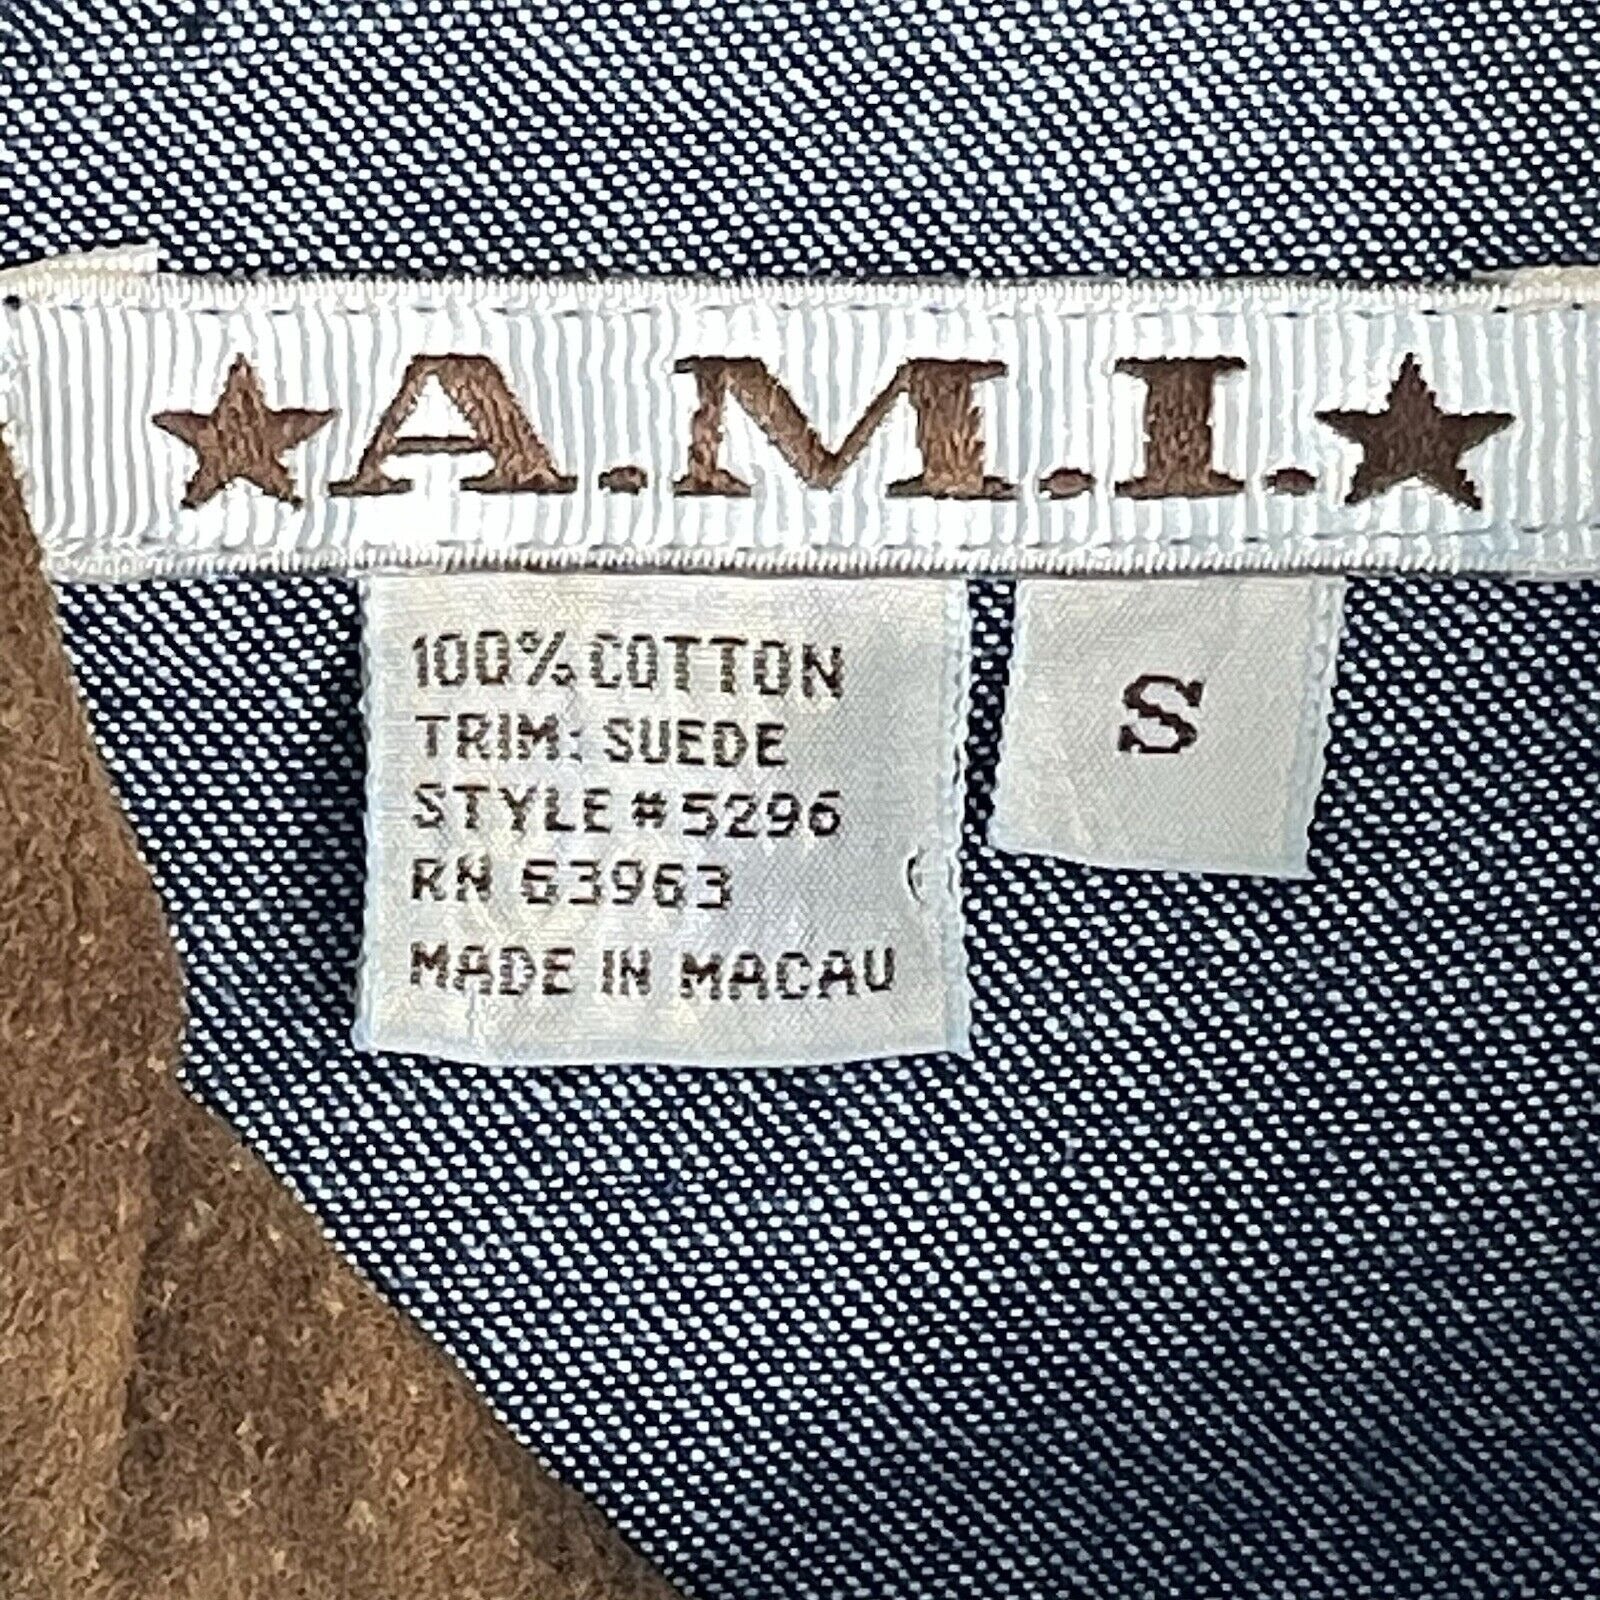 ★A.M.I.★
100% COTTON
TRIM: SUEDE
STYLE #5296
RN 63963
MADE IN MACAU
S